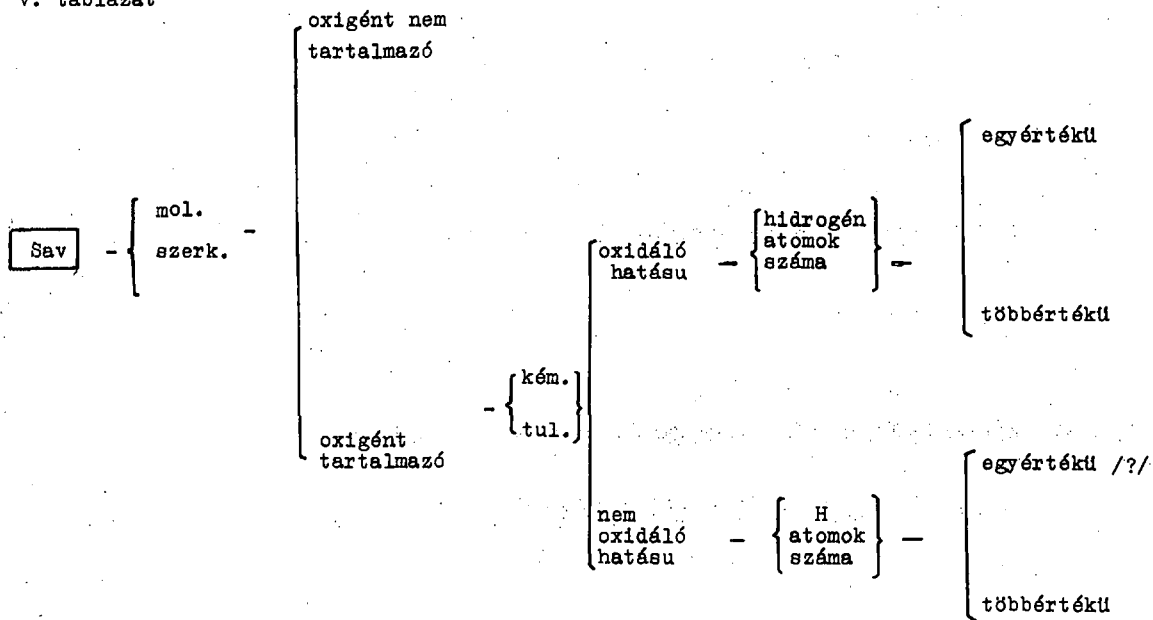 V. táblázat
oxigént nem
tartalmazó
Sav
-
mol.
szerk.
-
oxigént
tartalmazó
-
kém.
tul.
oxidáló
hatásu
-
hidrogén
atomok
száma
-
egyértékü
többértékü
nem
oxidáló
hatásu
-
H
atomok
száma
-
egyértékü /?/
többértékü